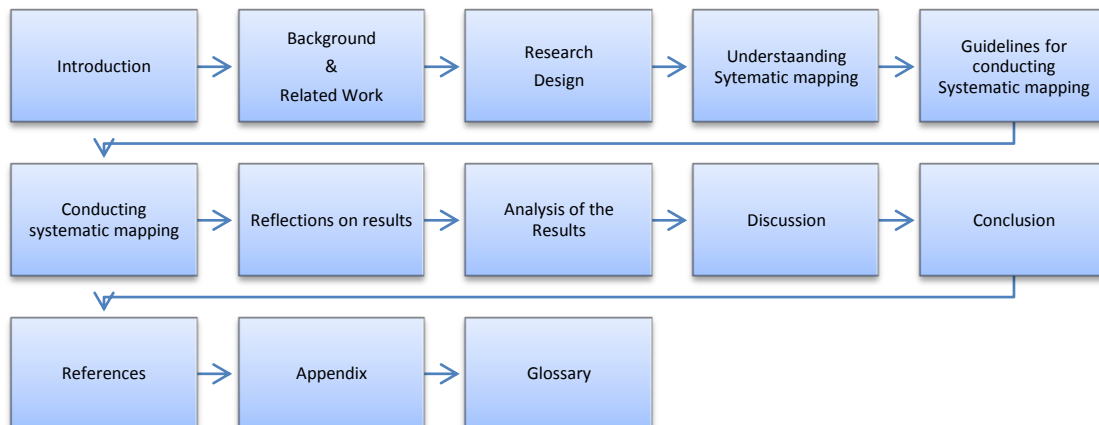 Introduction
Background
&
Related Work
Research
Design
Understaanding
Sytematic mapping
Guidelines for
conducting
Systematic mapping
Conducting
systematic mapping
Reflections on results
Analysis of the
Results
Discussion
Conclusion
References
Appendix
Glossary